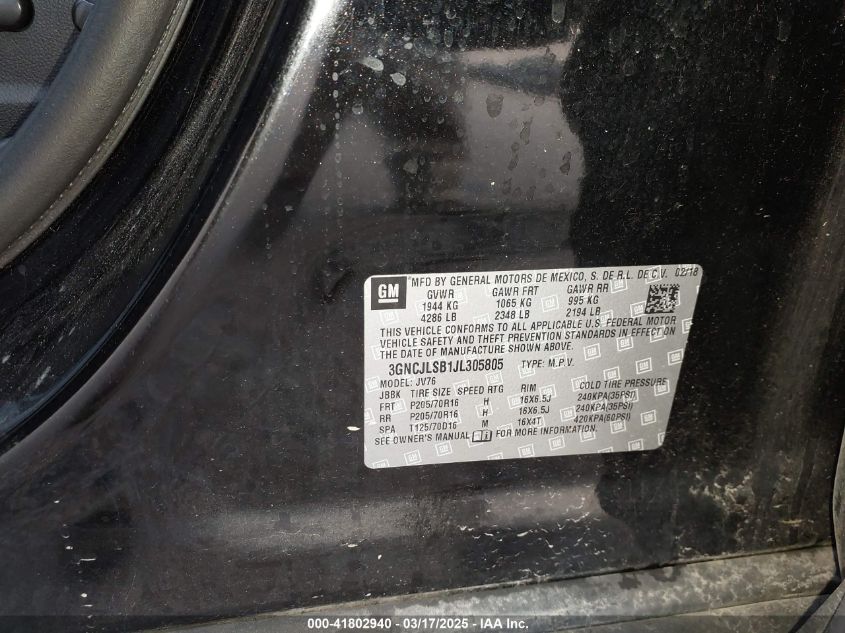 GM MFD BY GENERAL MOTORS DE MEXICO, S. DE R.L. DE C.V. 02/18
GVWR GAWR FRT GAWR RR
1944 KG 1065 KG 995 KG
4286 LB 2348 LB 2194 LB
THIS VEHICLE CONFORMS TO ALL APPLICABLE U.S. FEDERAL MOTOR
VEHICLE SAFETY AND THEFT PREVENTION STANDARDS IN EFFECT ON
THE DATE OF MANUFACTURE SHOWN ABOVE.
3GNCJLSB1JL305805 TYPE: M.P.V.
MODEL: JV76
JBBK TIRE SIZE SPEED RTG RIM COLD TIRE PRESSURE
FRT P205/70R16 H 16X6.5J 240KPA(35PSI)
RR P205/70R16 H 16X6.5J 240KPA(35PSI)
SPA T125/70D16 M 16X4T 420KPA(60PSI)
SEE OWNER'S MANUAL FOR MORE INFORMATION.
000-41802940 - 03/17/2025 - IAAI.COM